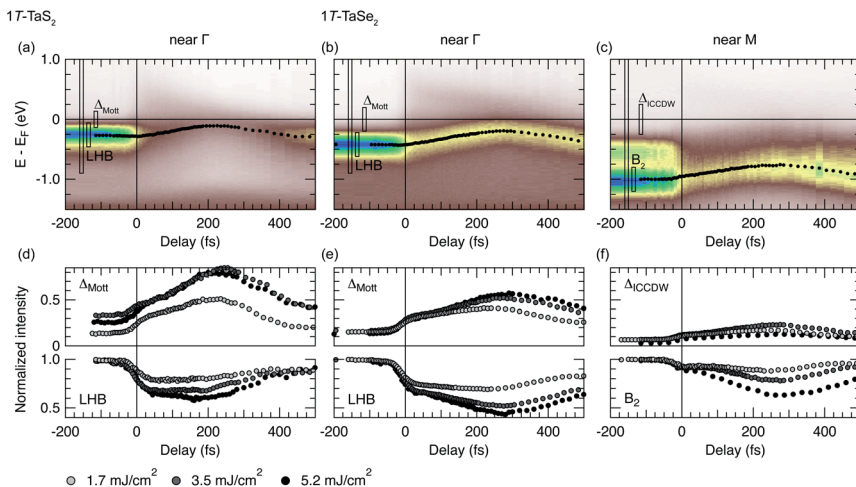 1T-TaS2
1T-TaSe2
(a) near Γ
(b) near Γ
(c) near M
E - EF (eV)
1.0
0
-1.0
ΔMott
LHB
ΔMott
LHB
ΔICCDW
B2
-200 0 200 400
-200 0 200 400
-200 0 200 400
Delay (fs)
Delay (fs)
Delay (fs)
(d)
(e)
(f)
Normalized intensity
ΔMott
ΔMott
ΔICCDW
0.5
0
1.0
0.5
LHB
LHB
B2
-200 0 200 400
-200 0 200 400
-200 0 200 400
Delay (fs)
Delay (fs)
Delay (fs)
1.7 mJ/cm2 3.5 mJ/cm2 5.2 mJ/cm2